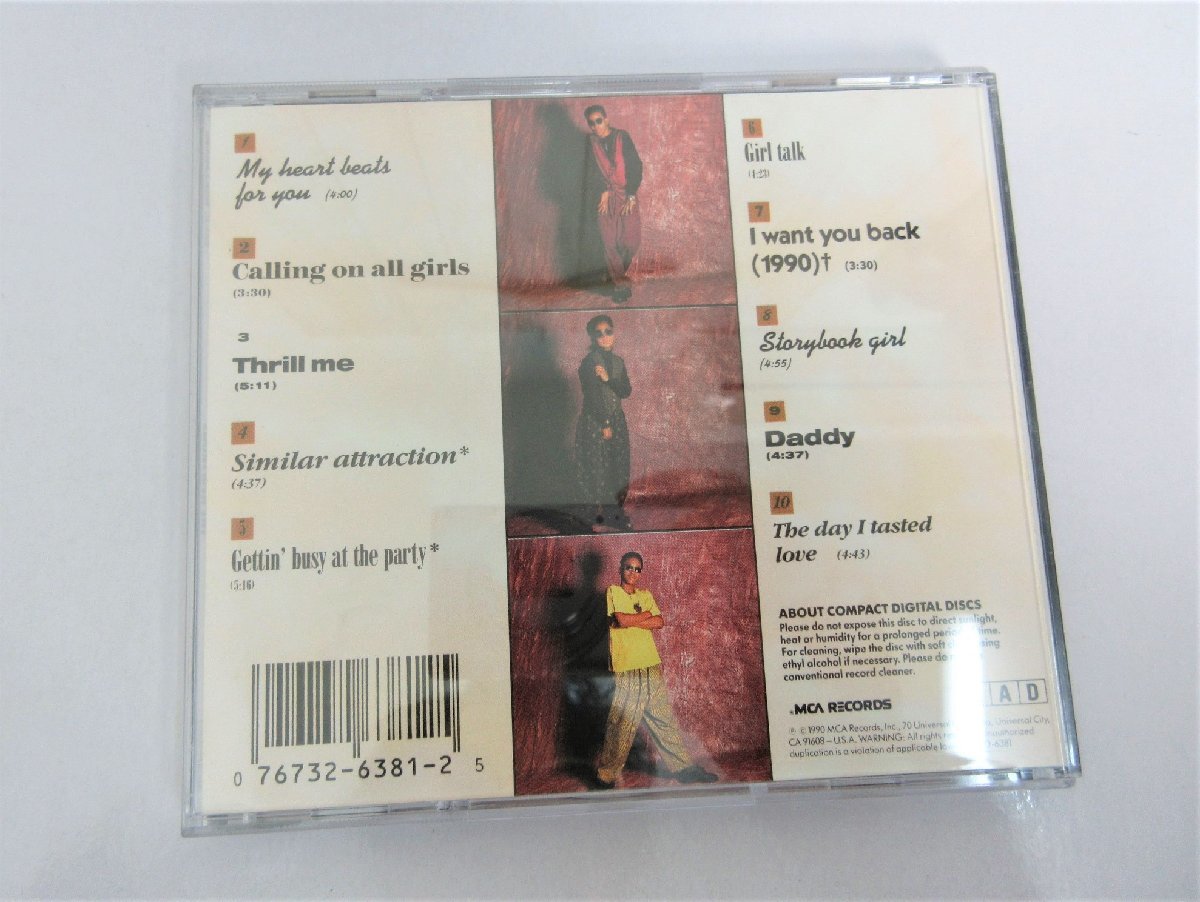 1
My heart beats
for you (4:00)
2
Calling on all girls
(3:30)
3
Thrill me
(5:11)
4
Similar attraction*
(4:37)
5
Gettin' busy at the party*
(5:16)
0 76732-6381-2 5
6
Girl talk
(4:23)
7
I want you back
(1990)† (3:30)
8
Storybook girl
(4:55)
9
Daddy
(4:37)
10
The day I tasted
love (4:43)
ABOUT COMPACT DIGITAL DISCS
Please do not expose this disc to direct sunlight,
heat or humidity for a prolonged
For cleaning, wipe the disc with soft
ethyl alcohol if necessary. Please
conventional record cleaner.
AD
MCA RECORDS
℗ © 1990 MCA Records, Inc., 70 Universal City
CA 91608 – U.S.A. WARNING: All rights
duplication is a violation of applicable